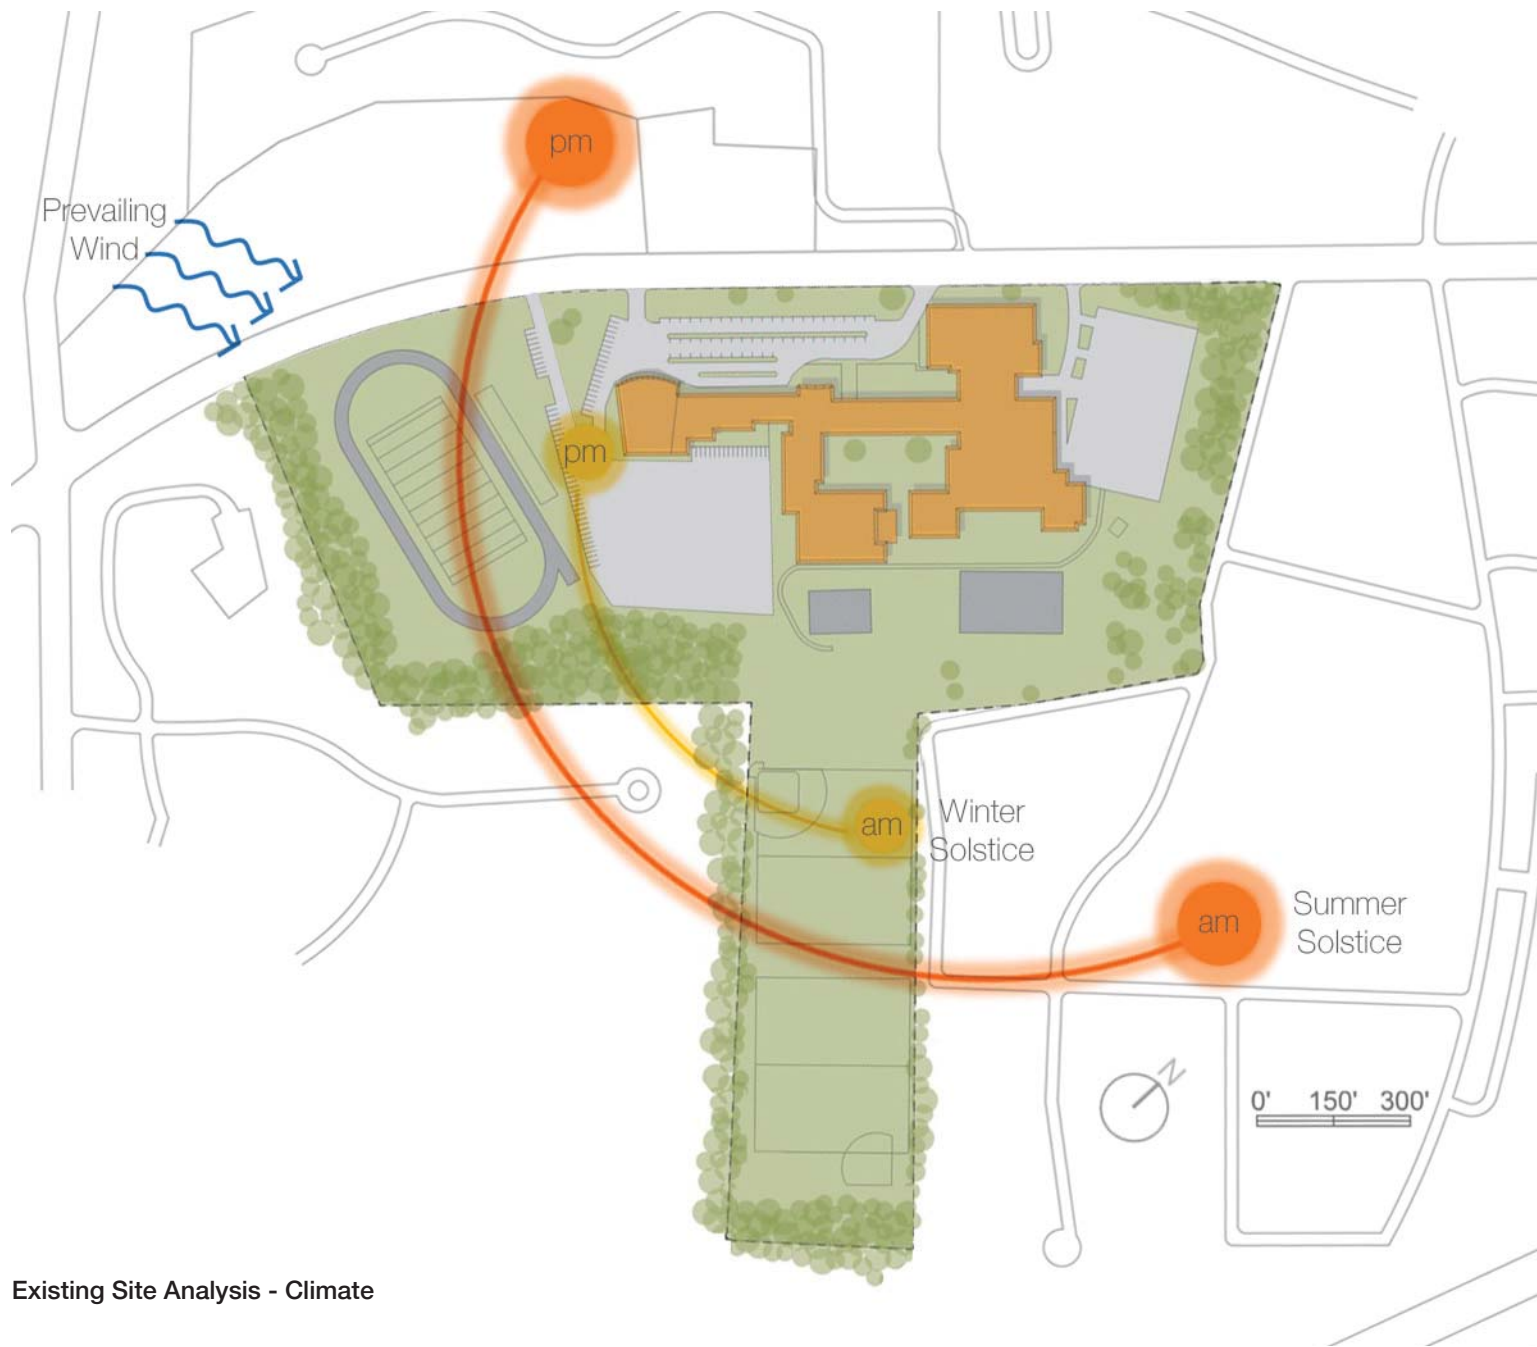 pm
Prevailing
Wind
pm
am
Winter
Solstice
am
Summer
Solstice
N
0' 150' 300'
Existing Site Analysis - Climate